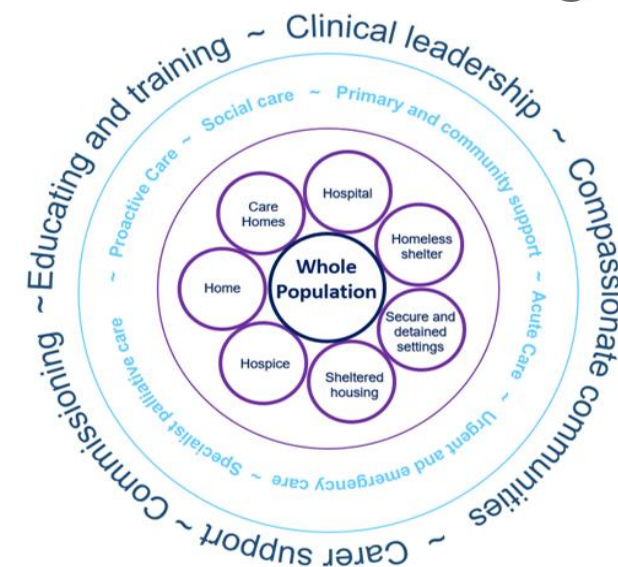 Clinical leadership ~ Compassionate communities ~ Carer support ~ Commissioning ~ Educating and training ~
Primary and community support ~ Acute Care ~ Urgent and emergency care ~ Specialist palliative care ~ Proactive Care ~ Social care ~
Hospital
Homeless
shelter
Secure and
detained
settings
Sheltered
housing
Hospice
Home
Care
Homes
Whole
Population